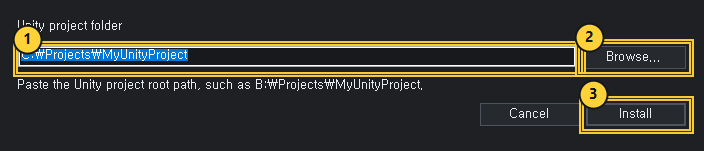 Unity project folder
1
2
C:₩Projects₩MyUnityProject
Browse...
Paste the Unity project root path, such as B:₩Projects₩MyUnityProject.
3
Cancel
Install